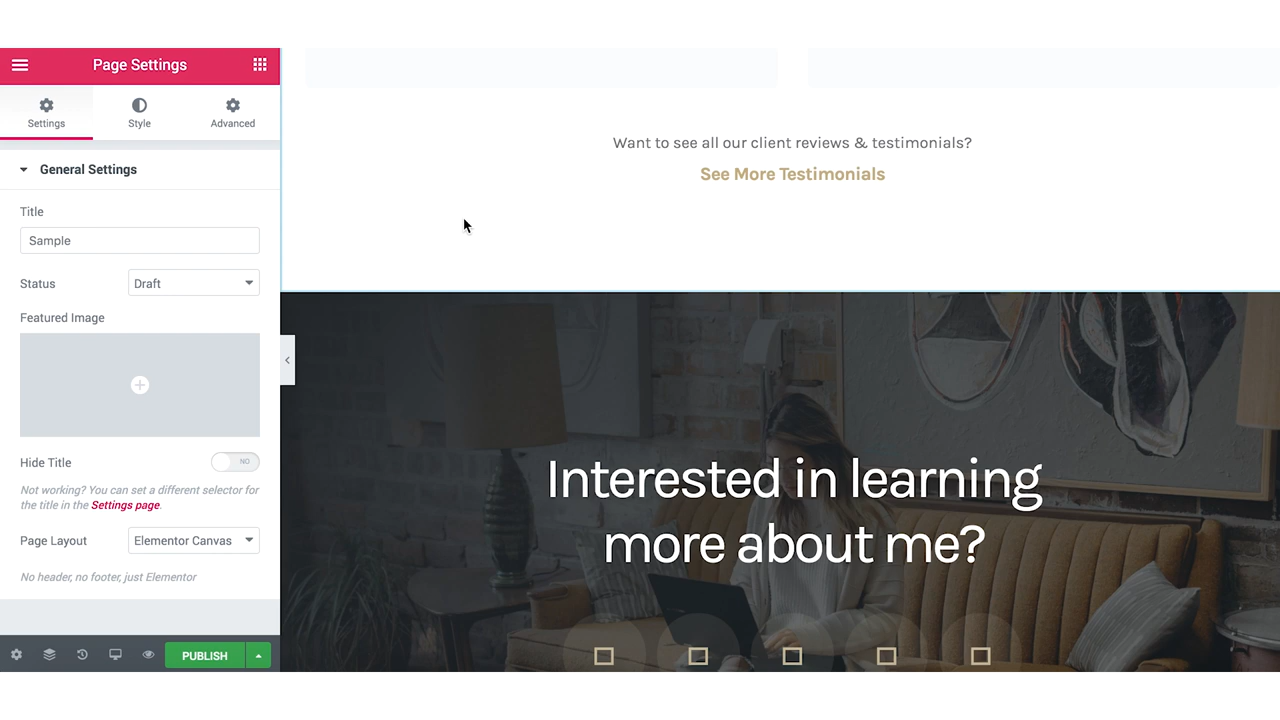 Page Settings
Settings
Style
Advanced
General Settings
Title
Sample
Status
Draft
Featured Image
Hide Title
NO
Not working? You can set a different selector for
the title in the Settings page.
Page Layout
Elementor Canvas
No header, no footer, just Elementor
PUBLISH
Want to see all our client reviews & testimonials?
See More Testimonials
Interested in learning
more about me?